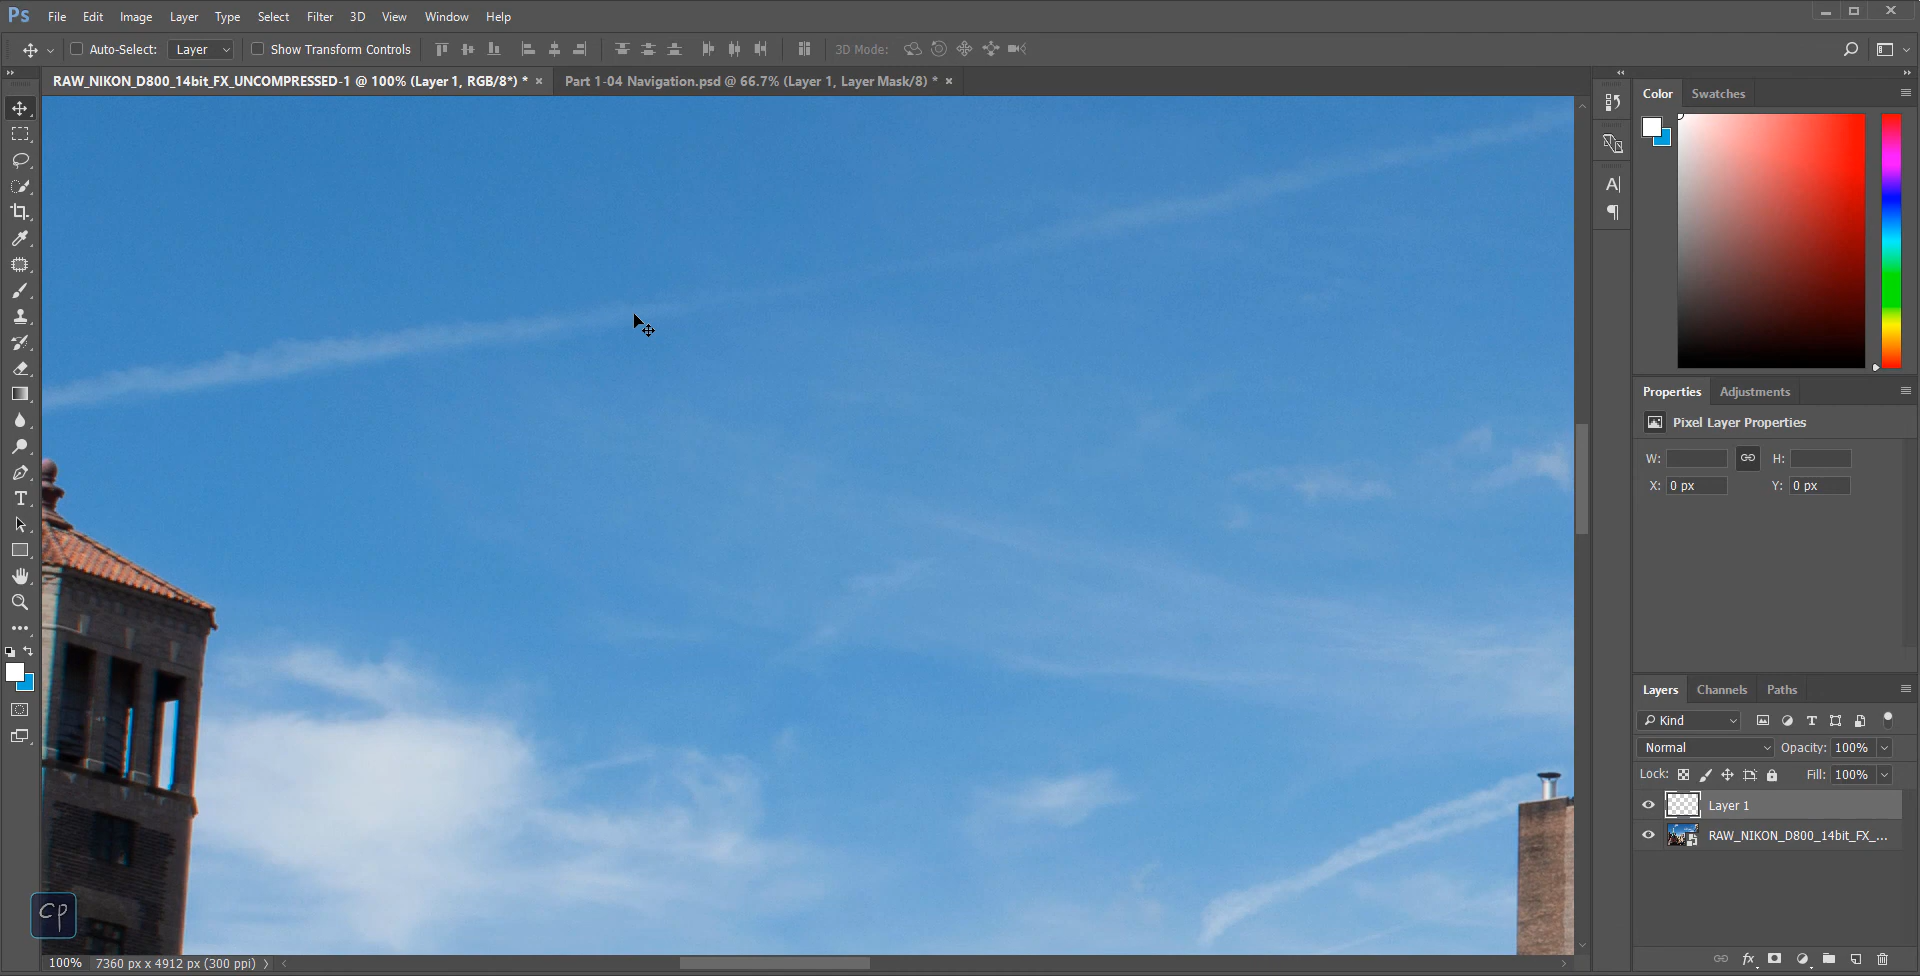 Ps File Edit Image Layer Type Select Filter 3D View Window Help
Auto-Select: Layer Show Transform Controls 3D Mode:
RAW_NIKON_D800_14bit_FX_UNCOMPRESSED-1 @ 100% (Layer 1, RGB/8*) * × Part 1-04 Navigation.psd @ 66.7% (Layer 1, Layer Mask/8) * ×
Color Swatches
Properties Adjustments
Pixel Layer Properties
W: H:
X: 0 px Y: 0 px
Layers Channels Paths
Kind
Normal Opacity: 100%
Lock: Fill: 100%
Layer 1
RAW_NIKON_D800_14bit_FX_...
cp
fx
100% 7360 px x 4912 px (300 ppi)